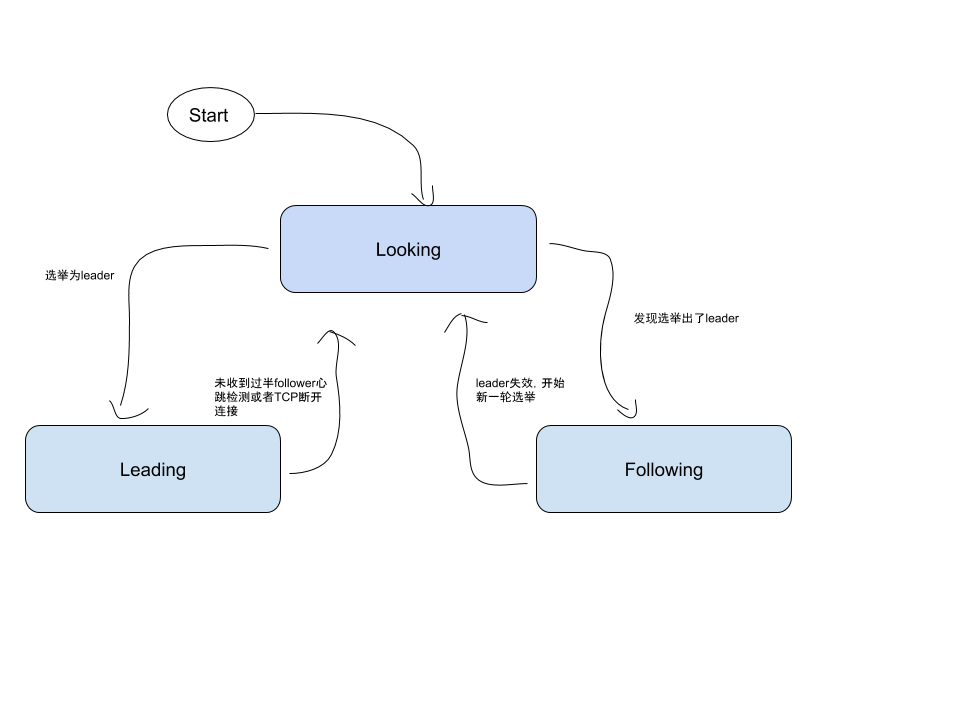 Start
Looking
选举为leader
发现选举出了leader
未收到过半follower心
跳检测或者TCP断开
连接
leader失效，开始
新一轮选举
Leading
Following